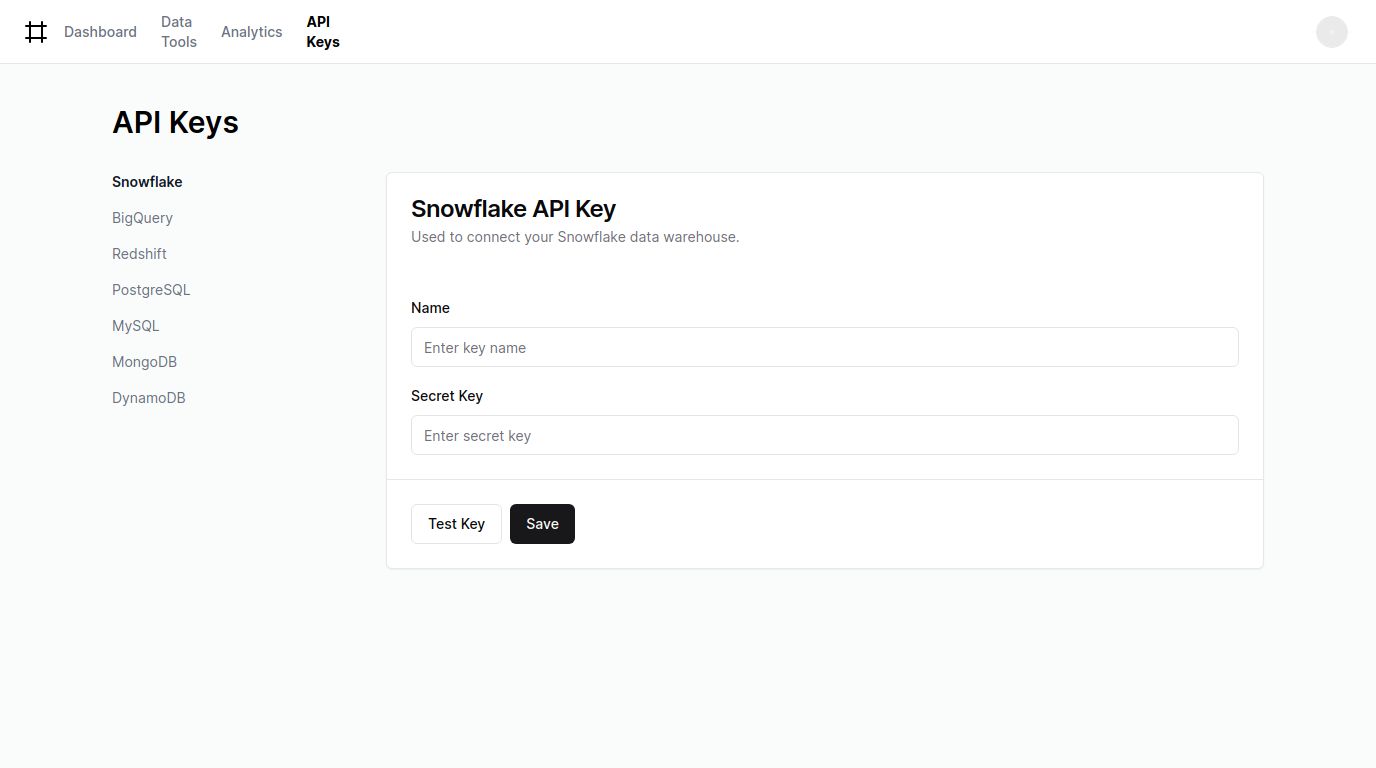 Dashboard
Data
Tools
Analytics
API
Keys
API Keys
Snowflake
BigQuery
Redshift
PostgreSQL
MySQL
MongoDB
DynamoDB
Snowflake API Key
Used to connect your Snowflake data warehouse.
Name
Enter key name
Secret Key
Enter secret key
Test Key
Save